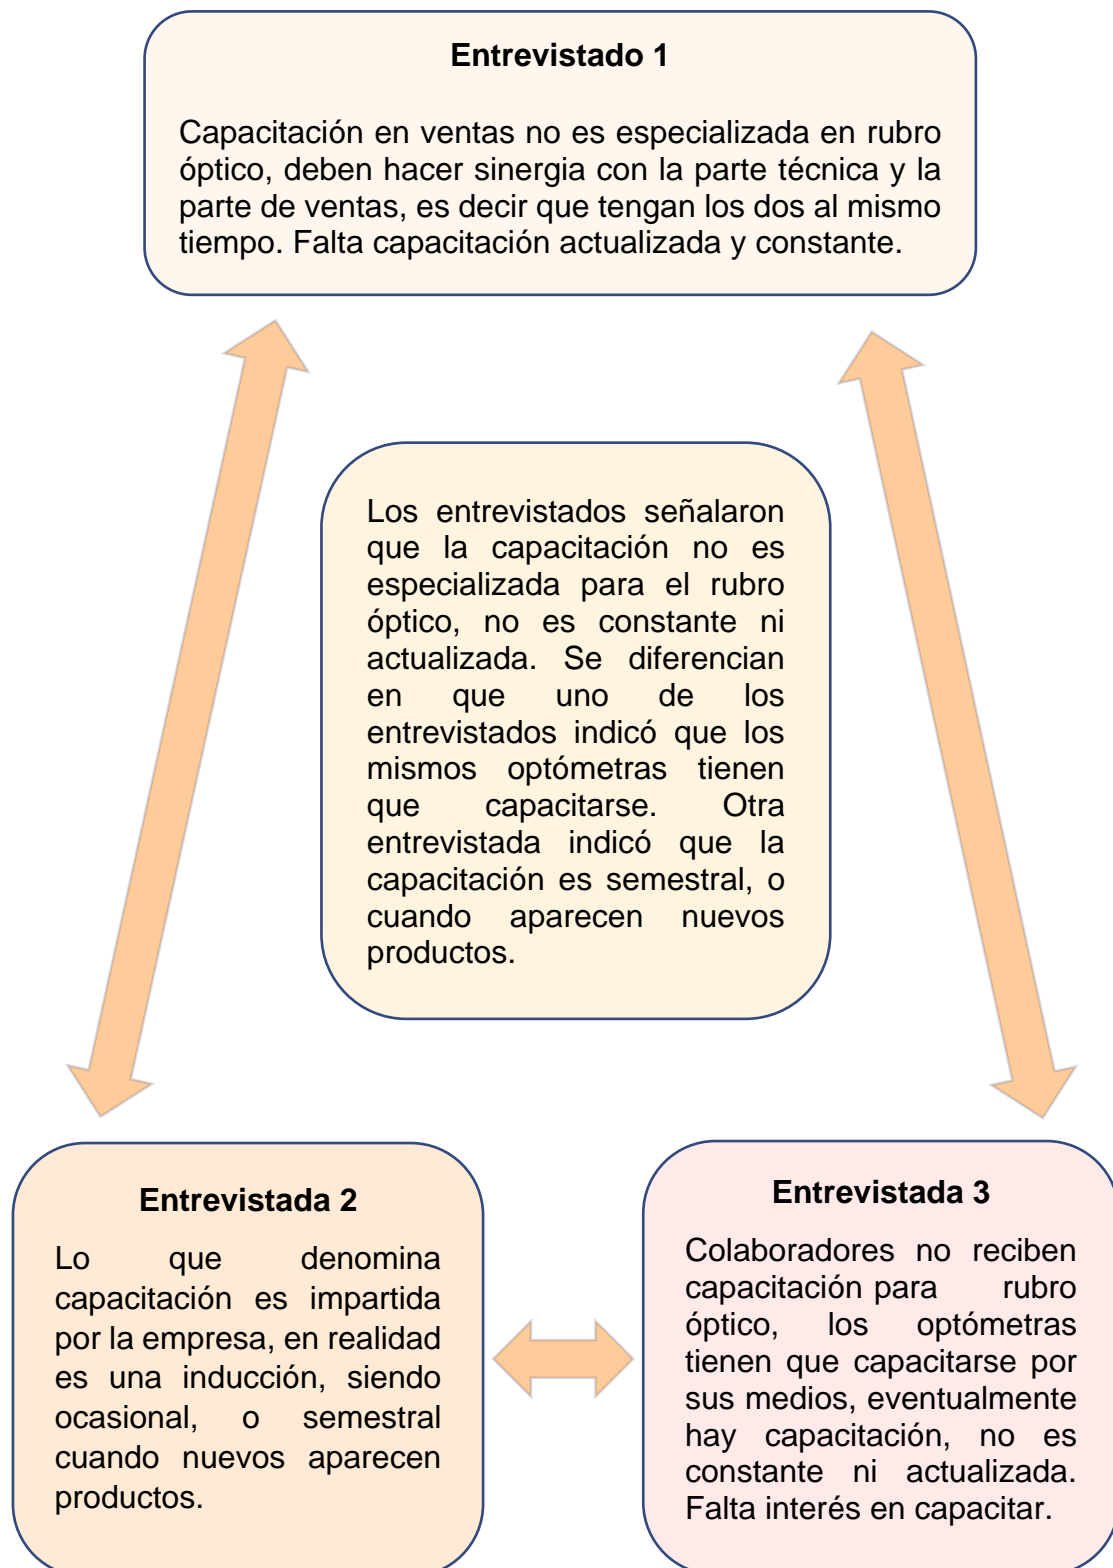 Entrevistado 1
Capacitación en ventas no es especializada en rubro
óptico, deben hacer sinergia con la parte técnica y la
parte de ventas, es decir que tengan los dos al mismo
tiempo. Falta capacitación actualizada y constante.
Los entrevistados señalaron
que la capacitación no es
especializada para el rubro
óptico, no es constante ni
actualizada. Se diferencian
en que uno de los
entrevistados indicó que los
mismos optómetras tienen
que capacitarse. Otra
entrevistada indicó que la
capacitación es semestral, o
cuando aparecen nuevos
productos.
Entrevistada 2
Lo que denomina
capacitación es impartida
por la empresa, en realidad
es una inducción, siendo
ocasional, o semestral
cuando nuevos aparecen
productos.
Entrevistada 3
Colaboradores no reciben
capacitación para rubro
óptico, los optómetras
tienen que capacitarse por
sus medios, eventualmente
hay capacitación, no es
constante ni actualizada.
Falta interés en capacitar.